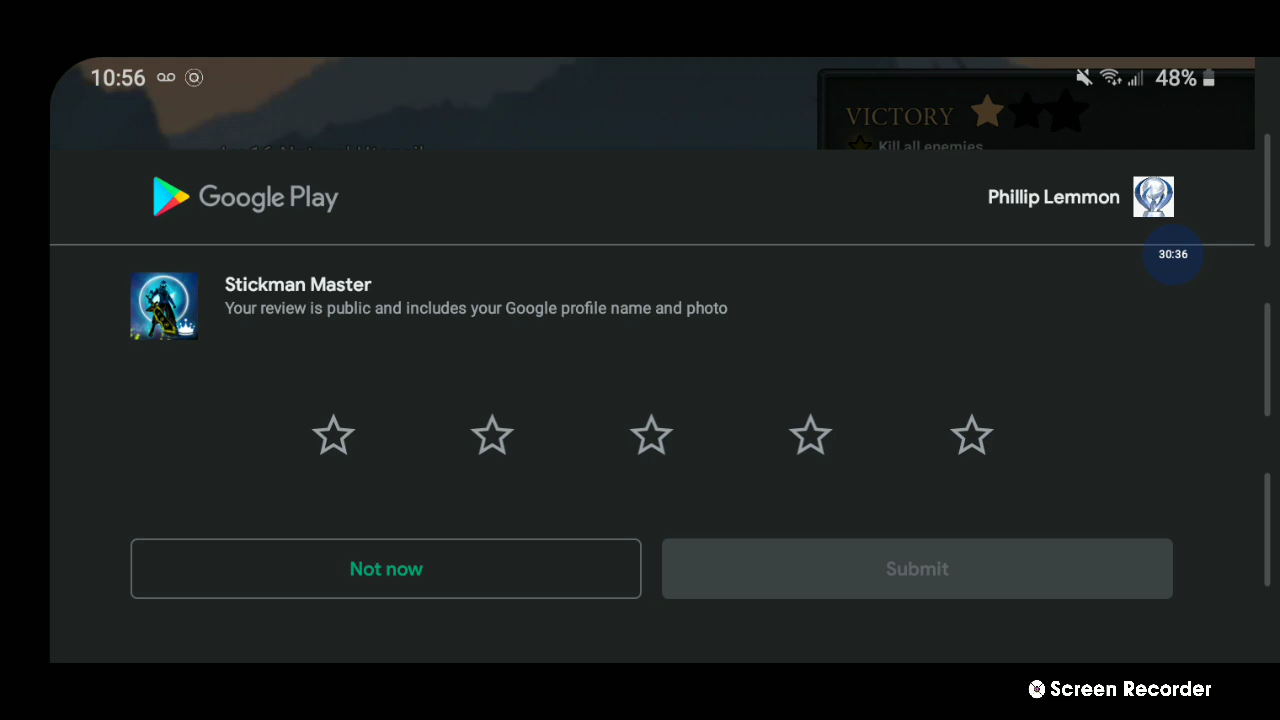 10:56
48%
VICTORY
Kill all enemies
Google Play
Phillip Lemmon
30:36
Stickman Master
Your review is public and includes your Google profile name and photo
Not now
Submit
Screen Recorder